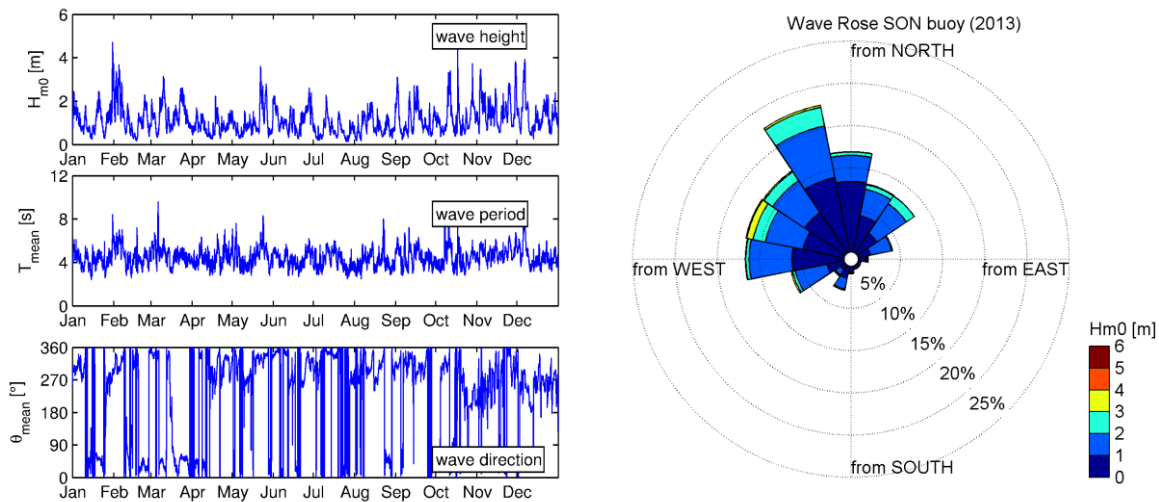 6
4
2
0
H_m0 [m]
wave height
Jan Feb Mar Apr May Jun Jul Aug Sep Oct Nov Dec
12
8
4
0
T_mean [s]
wave period
Jan Feb Mar Apr May Jun Jul Aug Sep Oct Nov Dec
360
270
180
90
0
θ_mean [°]
wave direction
Jan Feb Mar Apr May Jun Jul Aug Sep Oct Nov Dec
Wave Rose SON buoy (2013)
from NORTH
from WEST
from EAST
5%
10%
15%
20%
25%
from SOUTH
Hm0 [m]
6
5
4
3
2
1
0